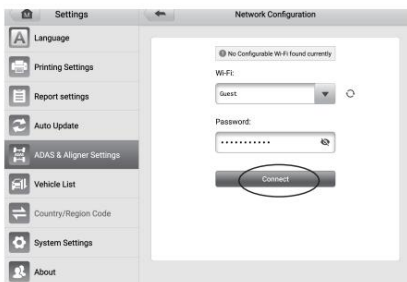 Settings
Network Configuration
Language
Printing Settings
Report settings
Auto Update
ADAS & Aligner Settings
Vehicle List
Country/Region Code
System Settings
About
No Configurable Wi-Fi found currently
Wi-Fi:
Guest
Password:
•••••••••••
Connect